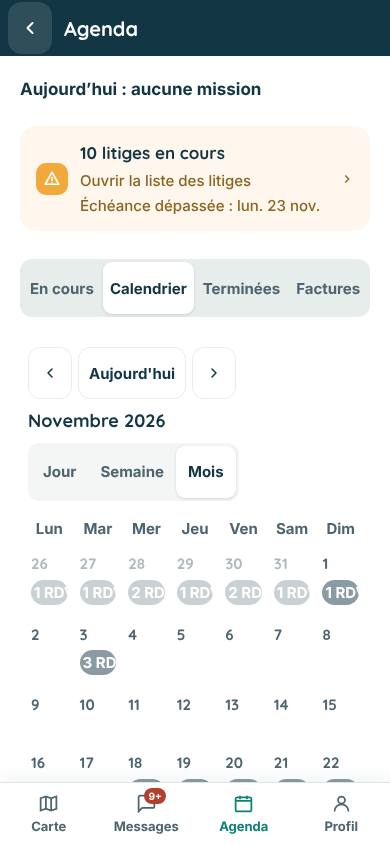 Agenda
Aujourd’hui : aucune mission
10 litiges en cours
Ouvrir la liste des litiges
Échéance dépassée : lun. 23 nov.
En cours Calendrier Terminées Factures
Aujourd'hui
Novembre 2026
Jour Semaine Mois
Lun Mar Mer Jeu Ven Sam Dim
26 27 28 29 30 31 1
1 RD 1 RD 2 RD 1 RD 2 RD 1 RD 1 RD
2 3 4 5 6 7 8
3 RD
9 10 11 12 13 14 15
16 17 18 19 20 21 22
9+
Carte Messages Agenda Profil